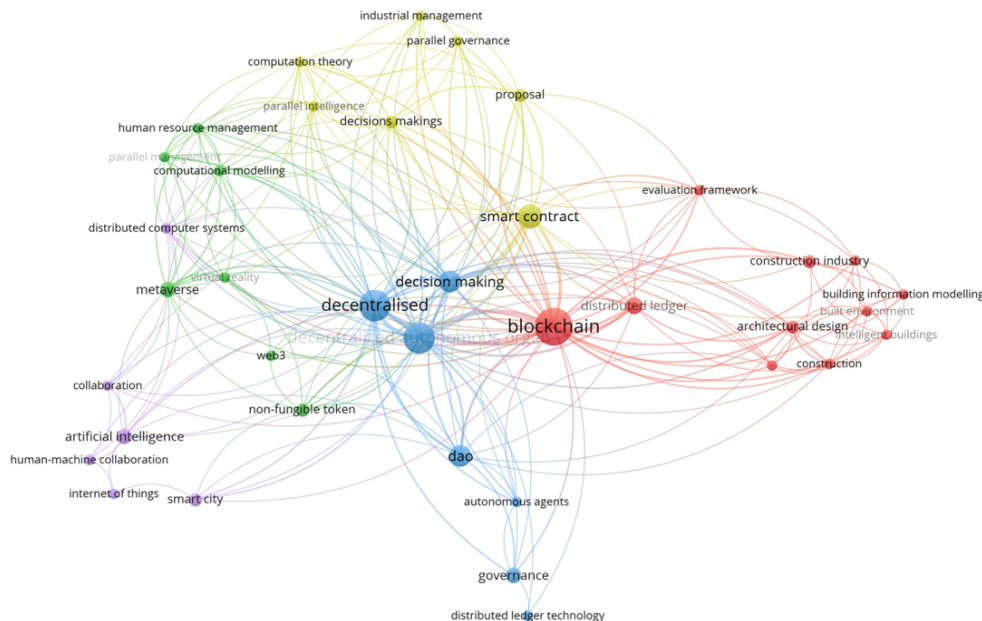 industrial management
parallel governance
computation theory
proposal
parallel intelligence
decisions makings
human resource management
parallel management
computational modelling
evaluation framework
smart contract
distributed computer systems
construction industry
virtual reality
decision making
metaverse
building information modelling
decentralised
distributed ledger
built environment
blockchain
architectural design
intelligent buildings
decentralized autonomous org
web3
construction
collaboration
non-fungible token
artificial intelligence
dao
human-machine collaboration
internet of things
smart city
autonomous agents
governance
distributed ledger technology